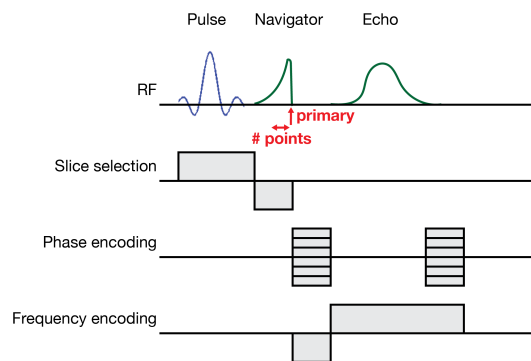 Pulse Navigator Echo
RF
primary
# points
Slice selection
Phase encoding
Frequency encoding